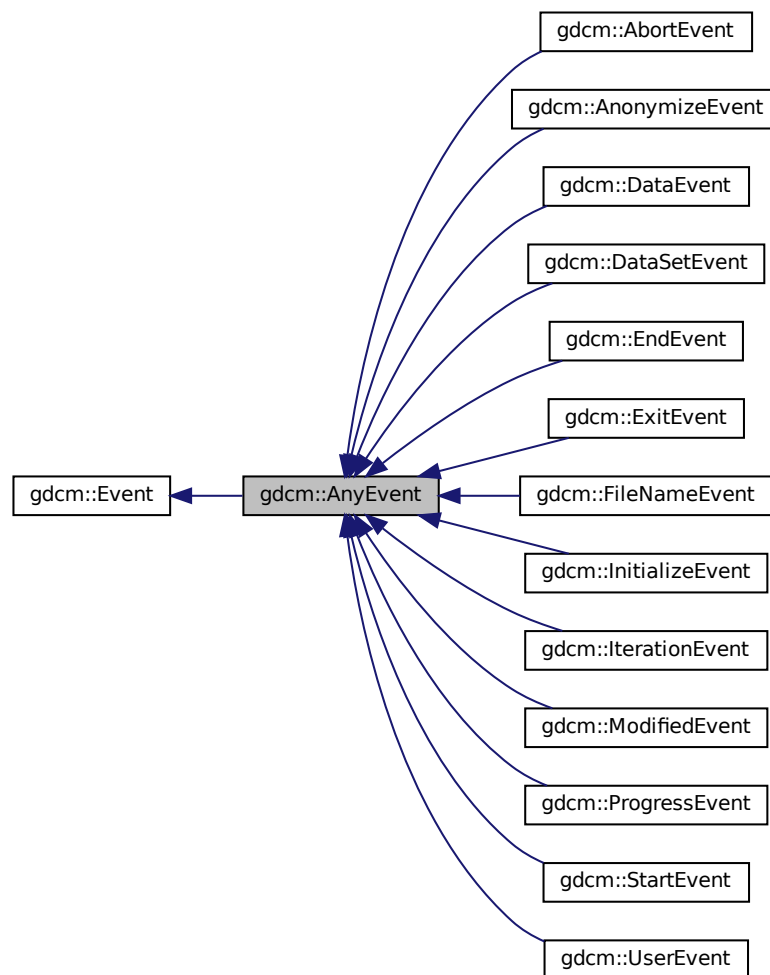 gdcm::AbortEvent
gdcm::AnonymizeEvent
gdcm::DataEvent
gdcm::DataSetEvent
gdcm::EndEvent
gdcm::ExitEvent
gdcm::Event
gdcm::AnyEvent
gdcm::FileNameEvent
gdcm::InitializeEvent
gdcm::IterationEvent
gdcm::ModifiedEvent
gdcm::ProgressEvent
gdcm::StartEvent
gdcm::UserEvent